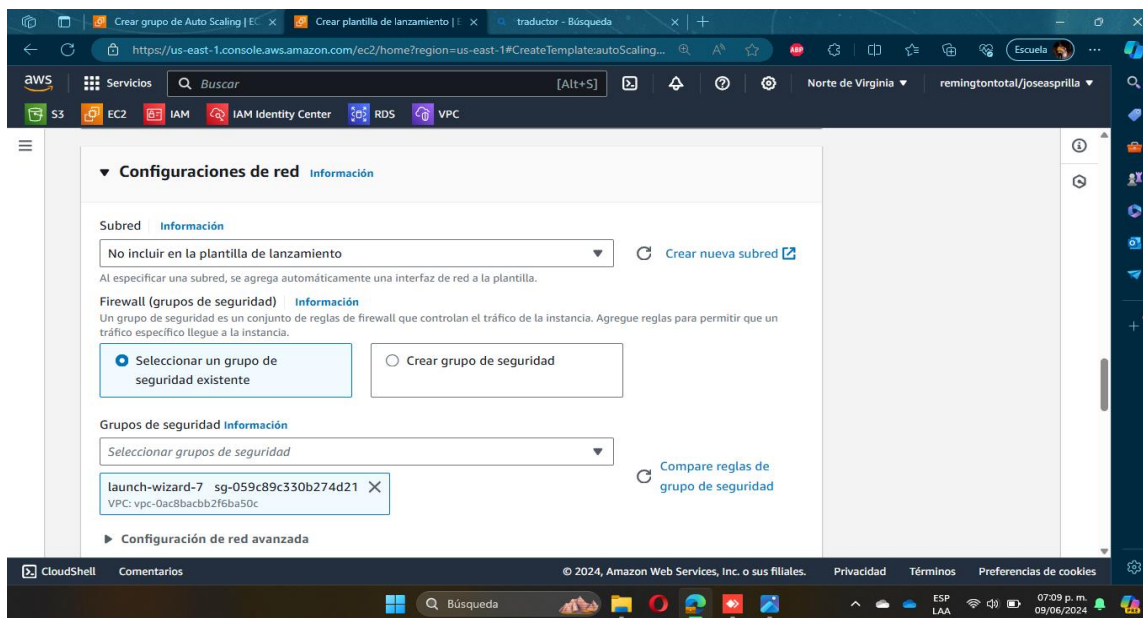 Crear grupo de Auto Scaling | EC
Crear plantilla de lanzamiento | E
traductor - Búsqueda
https://us-east-1.console.aws.amazon.com/ec2/home?region=us-east-1#CreateTemplate:autoScaling...
Escuela
aws
Servicios
Buscar
[Alt+S]
Norte de Virginia
remingtontotal/joseasprilla
S3
EC2
IAM
IAM Identity Center
RDS
VPC
Configuraciones de red Información
Subred Información
No incluir en la plantilla de lanzamiento
Crear nueva subred
Al especificar una subred, se agrega automáticamente una interfaz de red a la plantilla.
Firewall (grupos de seguridad) Información
Un grupo de seguridad es un conjunto de reglas de firewall que controlan el tráfico de la instancia. Agregue reglas para permitir que un
tráfico específico llegue a la instancia.
Seleccionar un grupo de
seguridad existente
Crear grupo de seguridad
Grupos de seguridad Información
Seleccionar grupos de seguridad
Compare reglas de
grupo de seguridad
launch-wizard-7 sg-059c89c330b274d21
VPC: vpc-0ac8bacbb2f6ba50c
Configuración de red avanzada
CloudShell
Comentarios
© 2024, Amazon Web Services, Inc. o sus filiales.
Privacidad
Términos
Preferencias de cookies
Búsqueda
ESP
LAA
07:09 p. m.
09/06/2024